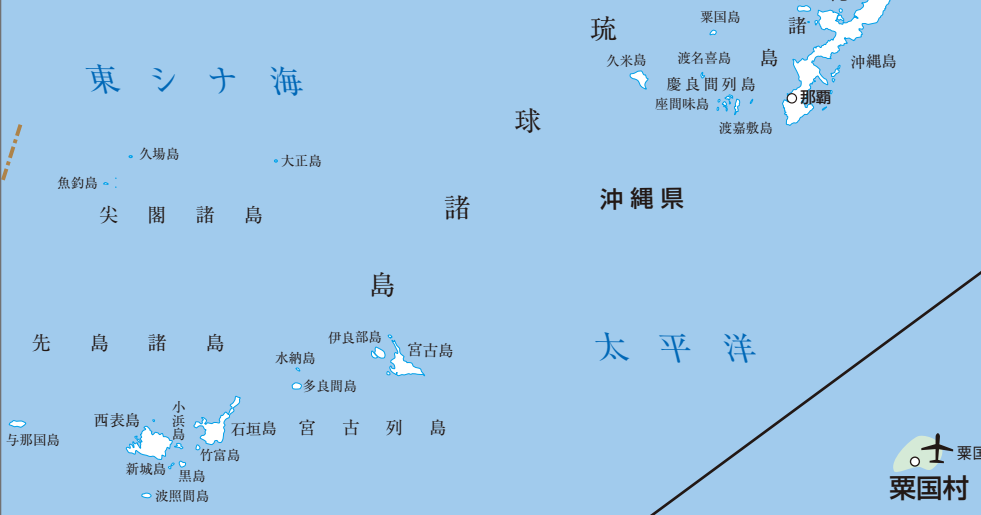 琉球諸島
粟国島
諸島
久米島
渡名喜島
沖縄島
慶良間列島
座間味島
那覇
渡嘉敷島
東シナ海
久場島
大正島
魚釣島
尖閣諸島
沖縄県
太平洋
先島諸島
伊良部島
宮古島
水納島
多良間島
宮古列島
西表島
小浜島
石垣島
与那国島
竹富島
新城島
黒島
波照間島
粟国
粟国村